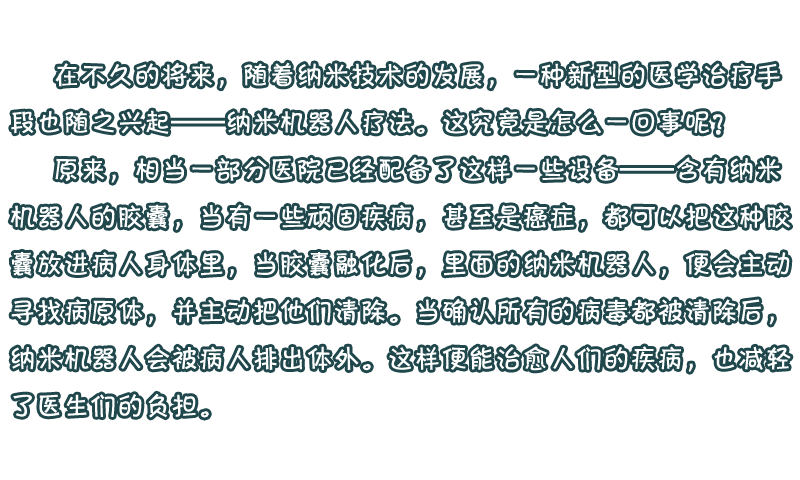 在不久的将来，随着纳米技术的发展，一种新型的医学治疗手
段也随之兴起——纳米机器人疗法。这究竟是怎么一回事呢？
原来，相当一部分医院已经配备了这样一些设备——含有纳米
机器人的胶囊，当有一些顽固疾病，甚至是癌症，都可以把这种胶
囊放进病人身体里，当胶囊融化后，里面的纳米机器人，便会主动
寻找病原体，并主动把他们清除。当确认所有的病毒都被清除后，
纳米机器人会被病人排出体外。这样便能治愈人们的疾病，也减轻
了医生们的负担。